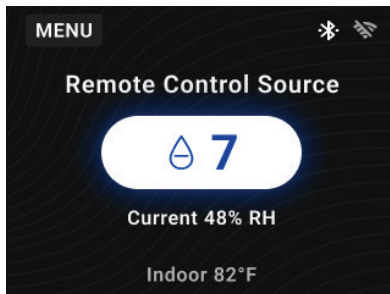 MENU
Remote Control Source
7
Current 48% RH
Indoor 82°F